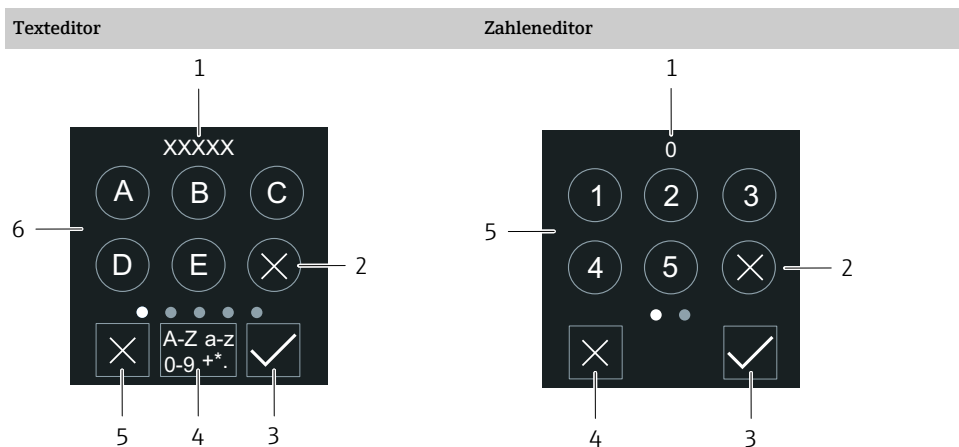 Texteditor Zahleneditor
1 1
XXXXX 0
A B C 1 2 3
6 5
D E 2 4 5 2
A-Z a-z
0-9 +*.
5 4 3 4 3